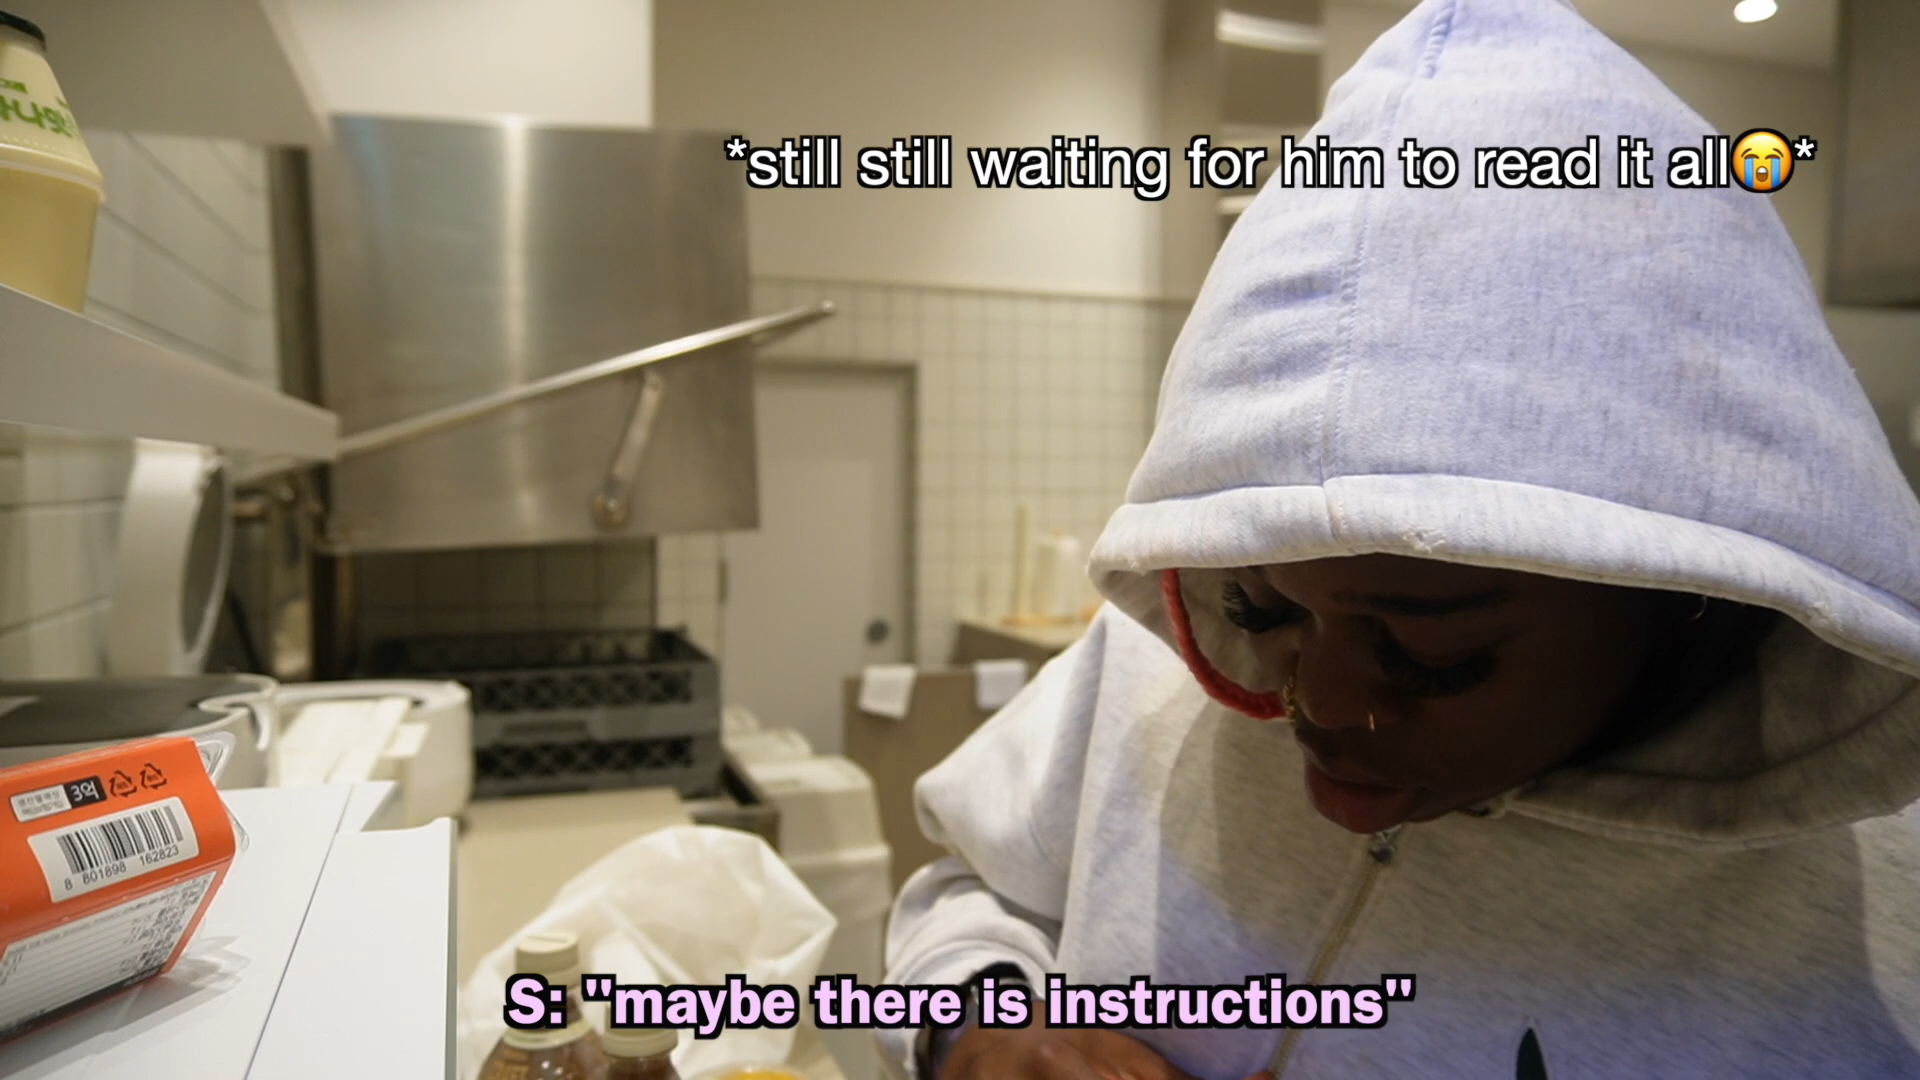 *still still waiting for him to read it all😭*
3억
8 801898 162823
S: "maybe there is instructions"